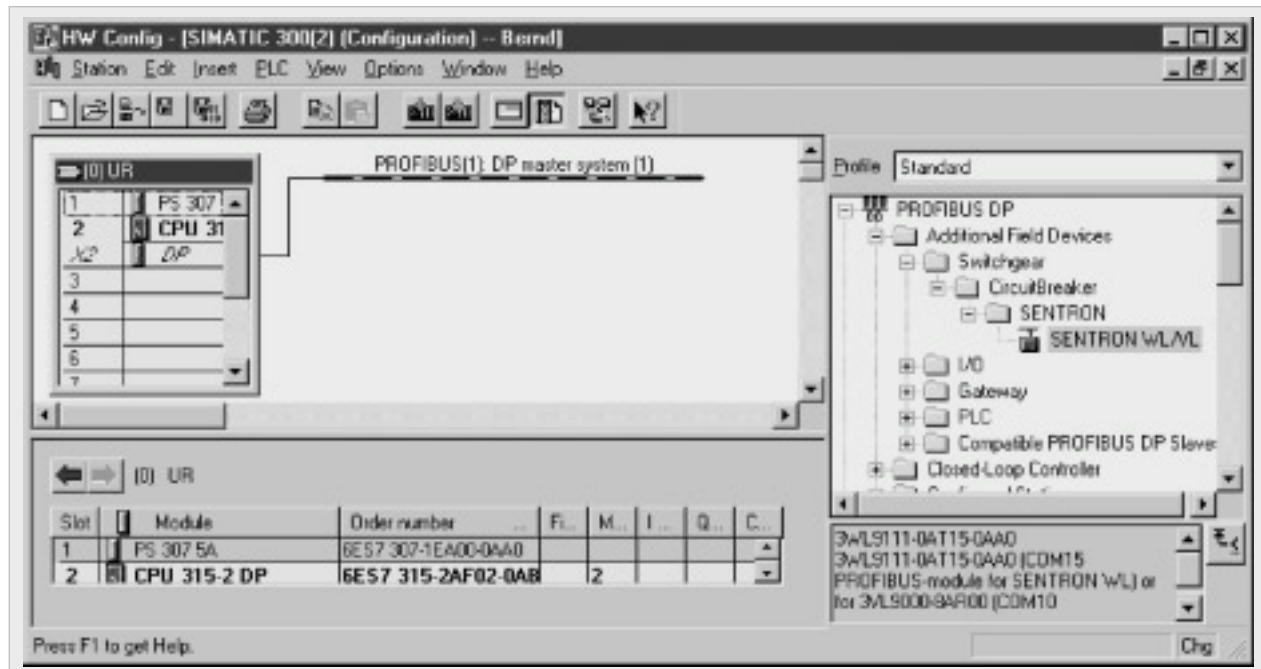 HW Config - [SIMATIC 300(2) (Configuration) -- Bernd]
Station Edit Insert PLC View Options Window Help
(0) UR
1 PS 307
2 CPU 31
X2 DP
3
4
5
6
7
PROFIBUS(1): DP master system (1)
Profile Standard
PROFIBUS DP
Additional Field Devices
Switchgear
CircuitBreaker
SENTRON
SENTRON WL/VL
I/O
Gateway
PLC
Compatible PROFIBUS DP Slaves
Closed-Loop Controller
(0) UR
Slot Module Order number ... Fi... M... I... Q... C...
1 PS 307 5A 6ES7 307-1EA00-0AA0
2 CPU 315-2 DP 6ES7 315-2AF02-0AB 2
3WL9111-0AT15-0AA0
3WL9111-0AT15-0AA0 (COM15
PROFIBUS-module for SENTRON WL) or
for 3VL9000-8AR00 (COM10
Press F1 to get Help.
Chg